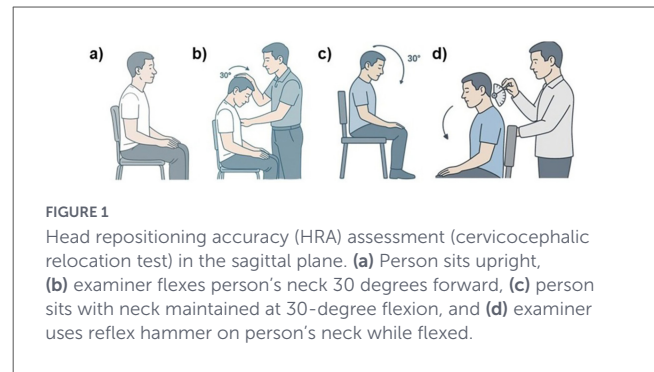 a) b) c) d)
30° 30°
FIGURE 1
Head repositioning accuracy (HRA) assessment (cervicocephalic
relocation test) in the sagittal plane. (a) Person sits upright,
(b) examiner flexes person's neck 30 degrees forward, (c) person
sits with neck maintained at 30-degree flexion, and (d) examiner
uses reflex hammer on person's neck while flexed.